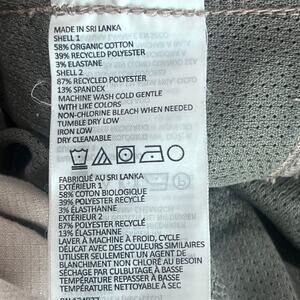 MADE IN SRI LANKA
SHELL 1
58% ORGANIC COTTON
39% RECYCLED POLYESTER
3% ELASTANE
SHELL 2
87% RECYCLED POLYESTER
13% SPANDEX
MACHINE WASH COLD GENTLE
WITH LIKE COLORS
NON-CHLORINE BLEACH WHEN NEEDED
TUMBLE DRY LOW
IRON LOW
DRY CLEANABLE
FABRIQUÉ AU SRI LANKA
EXTÉRIEUR 1
58% COTON BIOLOGIQUE
39% POLYESTER RECYCLÉ
3% ÉLASTHANNE
EXTÉRIEUR 2
87% POLYESTER RECYCLÉ
13% ÉLASTHANNE
LAVER À MACHINE À FROID, CYCLE
DÉLICAT AVEC DES COULEURS SIMILAIRES
UTILISER SEULEMENT UN AGENT DE
BLANCHIMENT NON CHLORÉ AU BESOIN
SÉCHAGE PAR CULBUTAGE À BASSE
TEMPÉRATURE REPASSAGE À BASSE
TEMPÉRATURE NETTOYABLE À SEC